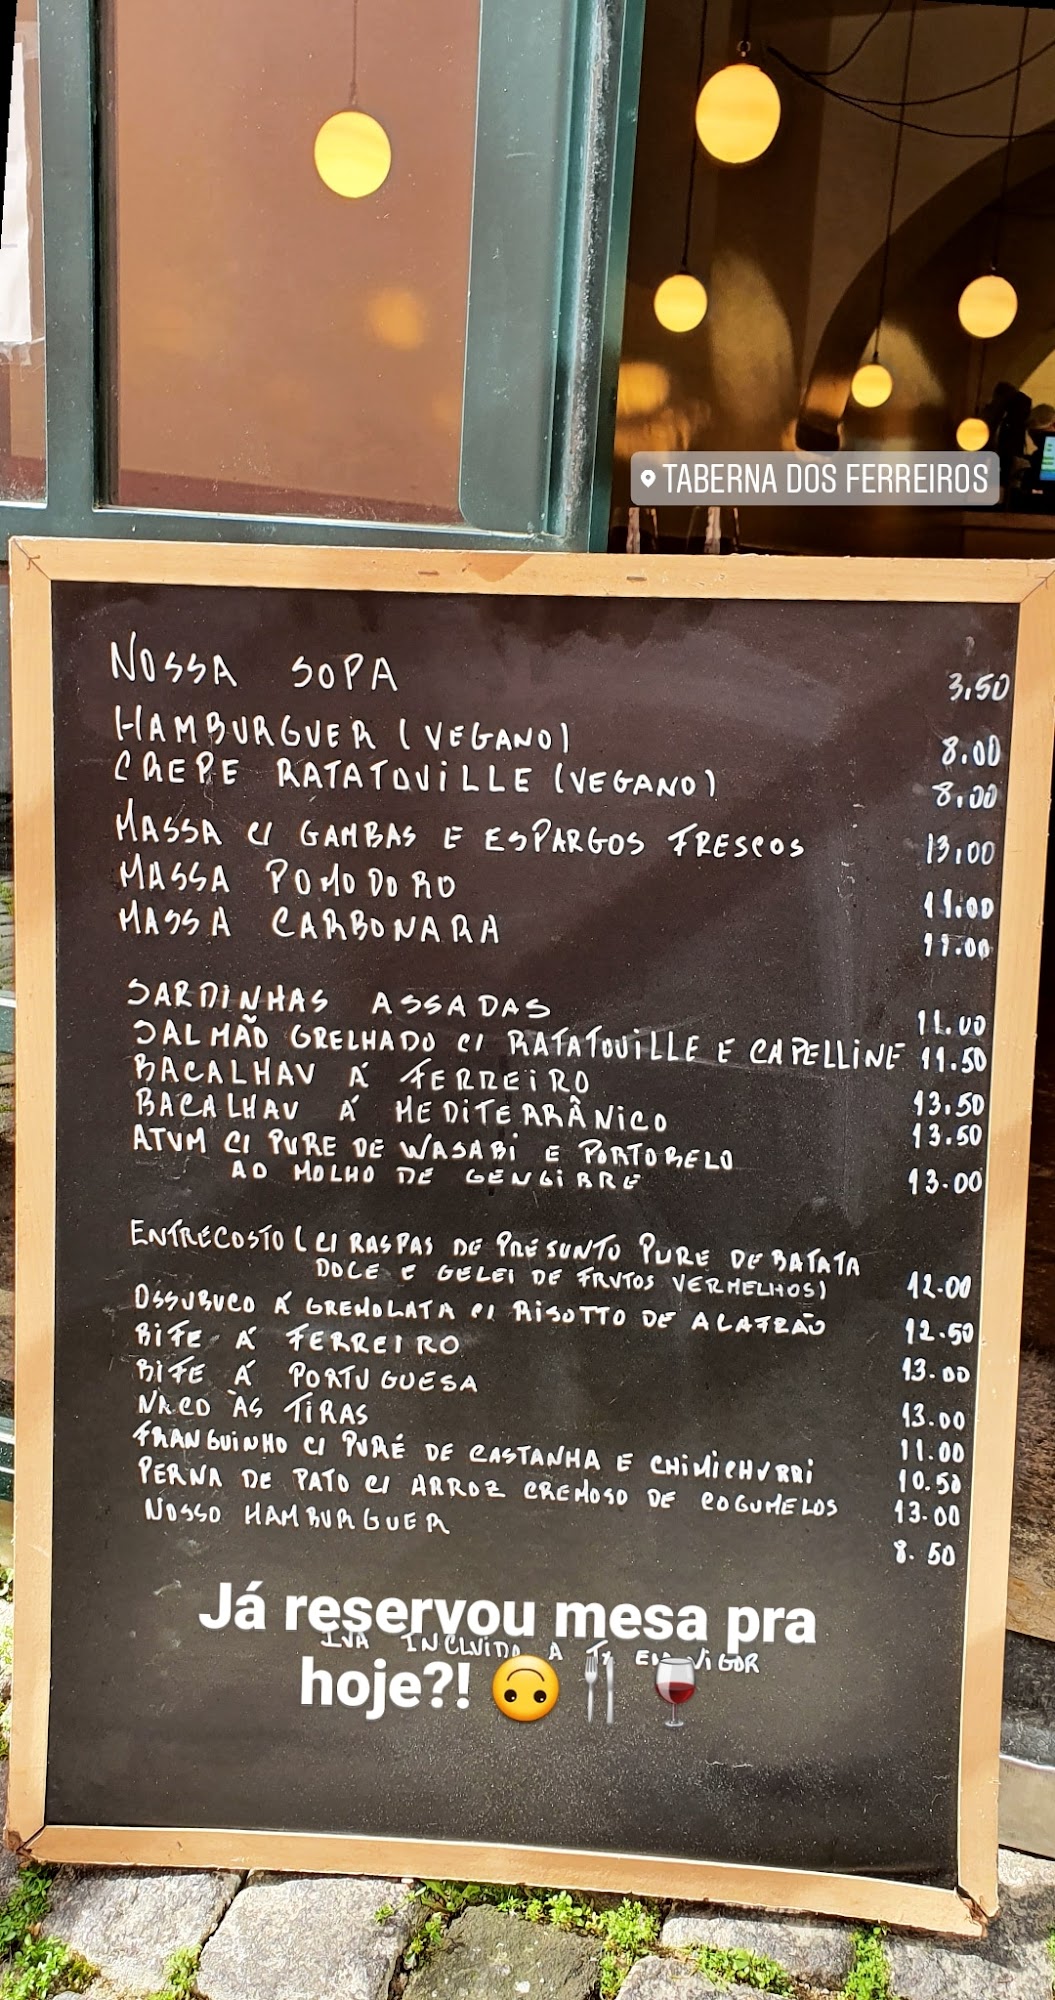 TABERNA DOS FERREIROS
NOSSA SOPA 3.50
HAMBURGUER (VEGANO) 8.00
CREPE RATATOUILLE (VEGANO) 8.00
MASSA C/ GAMBAS E ESPARGOS FRESCOS 13.00
MASSA POMODORO 11.00
MASSA CARBONARA 11.00
SARDINHAS ASSADAS 11.00
SALMÃO GRELHADO C/ RATATOUILLE E CAPELLINE 11.50
BACALHAU Á FERREIRO 13.50
BACALHAU Á MEDITERRÂNICO 13.50
ATUM C/ PURE DE WASABI E PORTOBELO
AO MOLHO DE GENGIBRE 13.00
ENTRECOSTO (C/ RASPAS DE PRESUNTO PURE DE BATATA
DOCE E GELEI DE FRUTOS VERMELHOS) 12.00
OSSUBUCO Á GREMOLATA C/ RISOTTO DE ALAFRÃO 12.50
BIFE Á FERREIRO 13.00
BIFE Á PORTUGUESA 13.00
NACO ÀS TIRAS 11.00
FRANGUINHO C/ PURÉ DE CASTANHA E CHIMICHURRI 10.50
PERNA DE PATO C/ ARROZ CREMOSO DE COGUMELOS 13.00
NOSSO HAMBURGUER 8.50
Já reservou mesa pra
IVA INCLUIDO A TX EM VIGOR
hoje?! 🙃🍴🍷